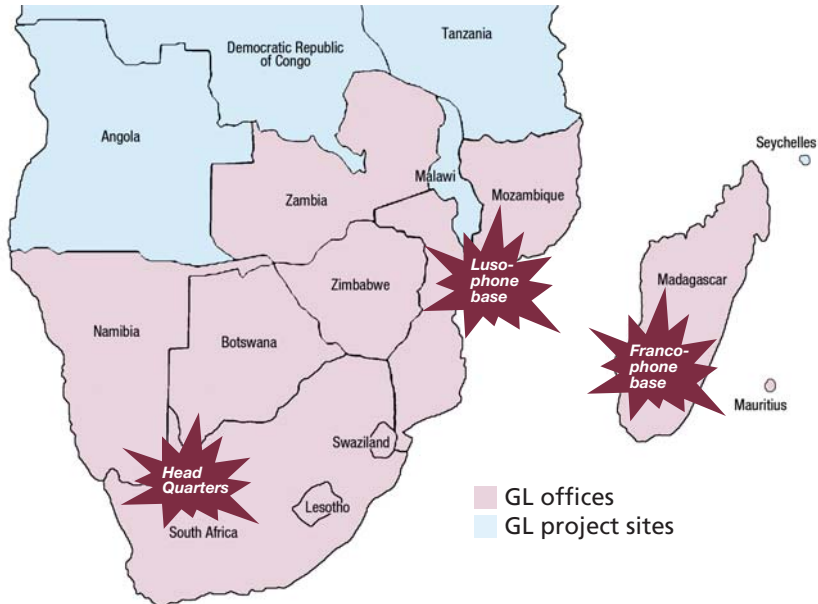 Democratic Republic
of Congo
Tanzania
Angola
Seychelles
Malawi
Mozambique
Zambia
Luso-
phone
base
Zimbabwe
Madagascar
Namibia
Botswana
Franco-
phone
base
Mauritius
Swaziland
Head
Quarters
Lesotho
South Africa
GL offices
GL project sites